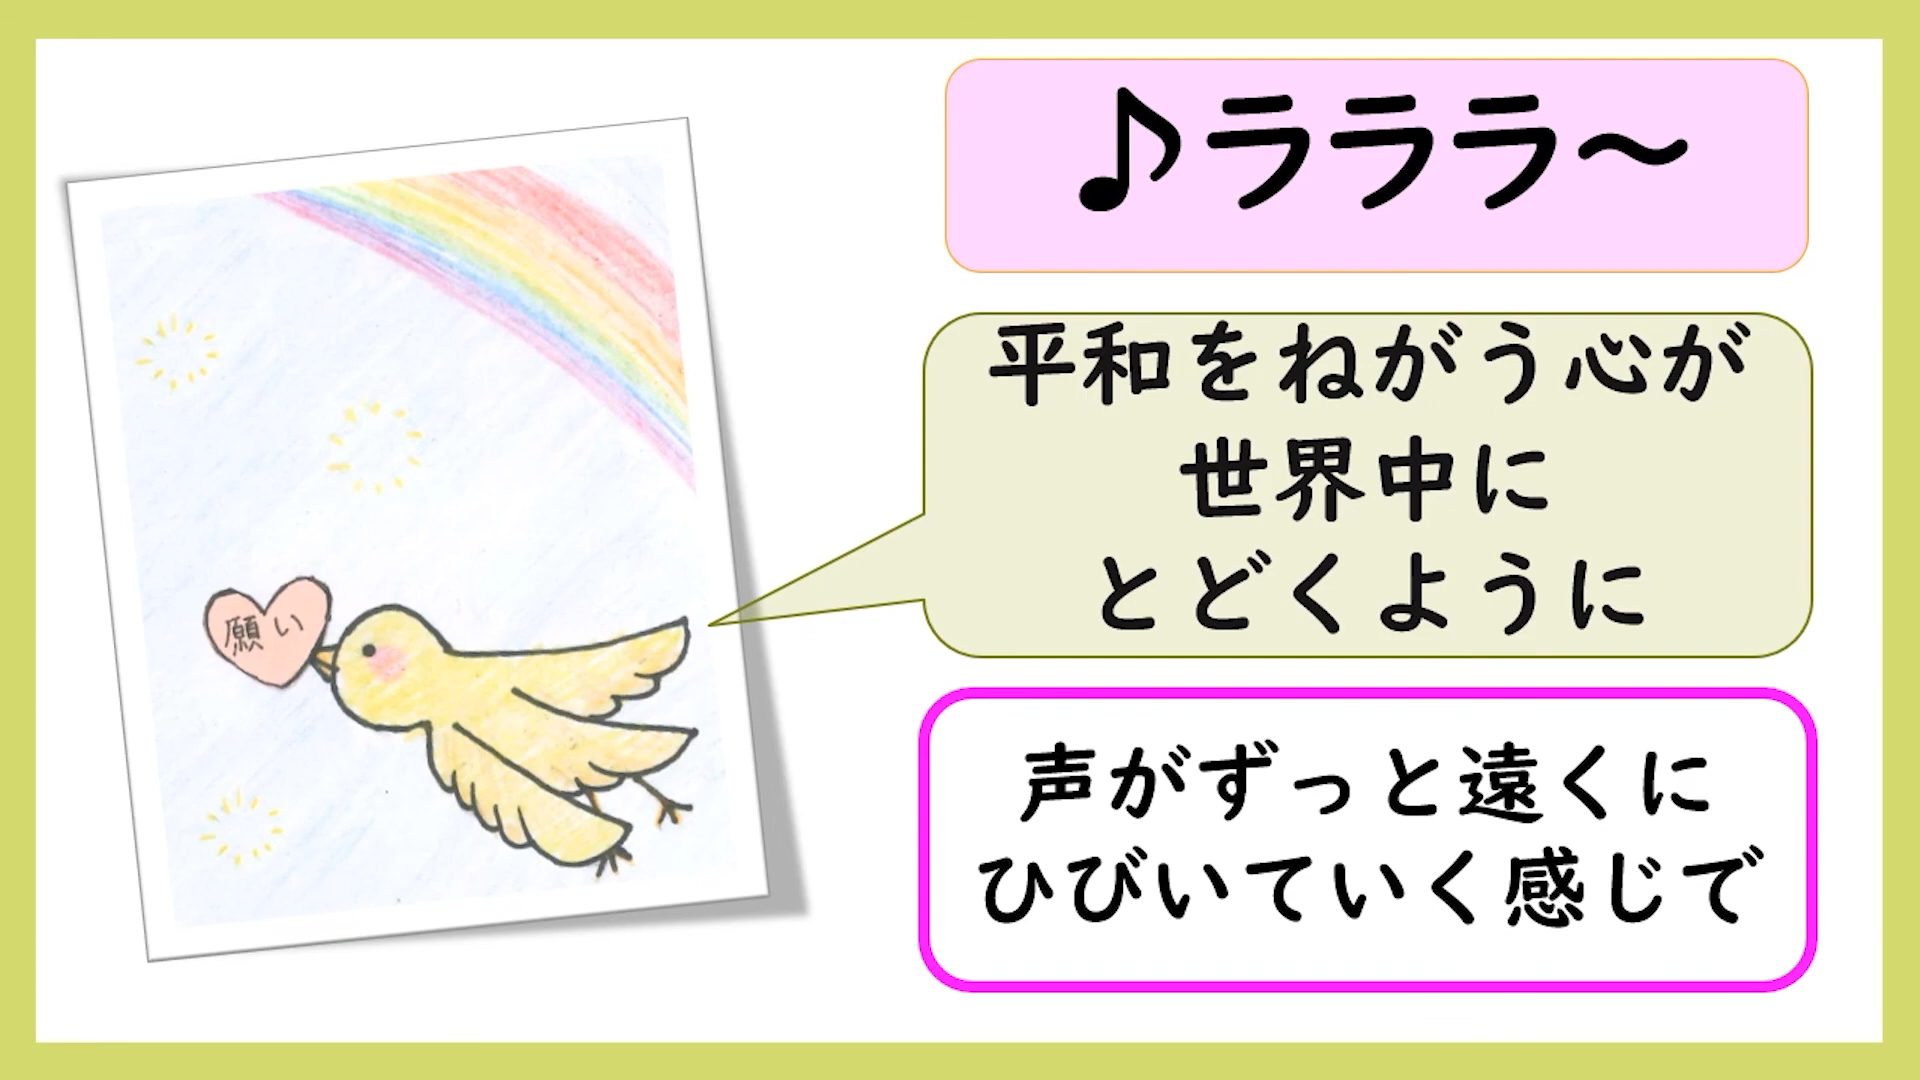 ♪ラララ～
平和をねがう心が
世界中に
とどくように
願い
声がずっと遠くに
ひびいていく感じで